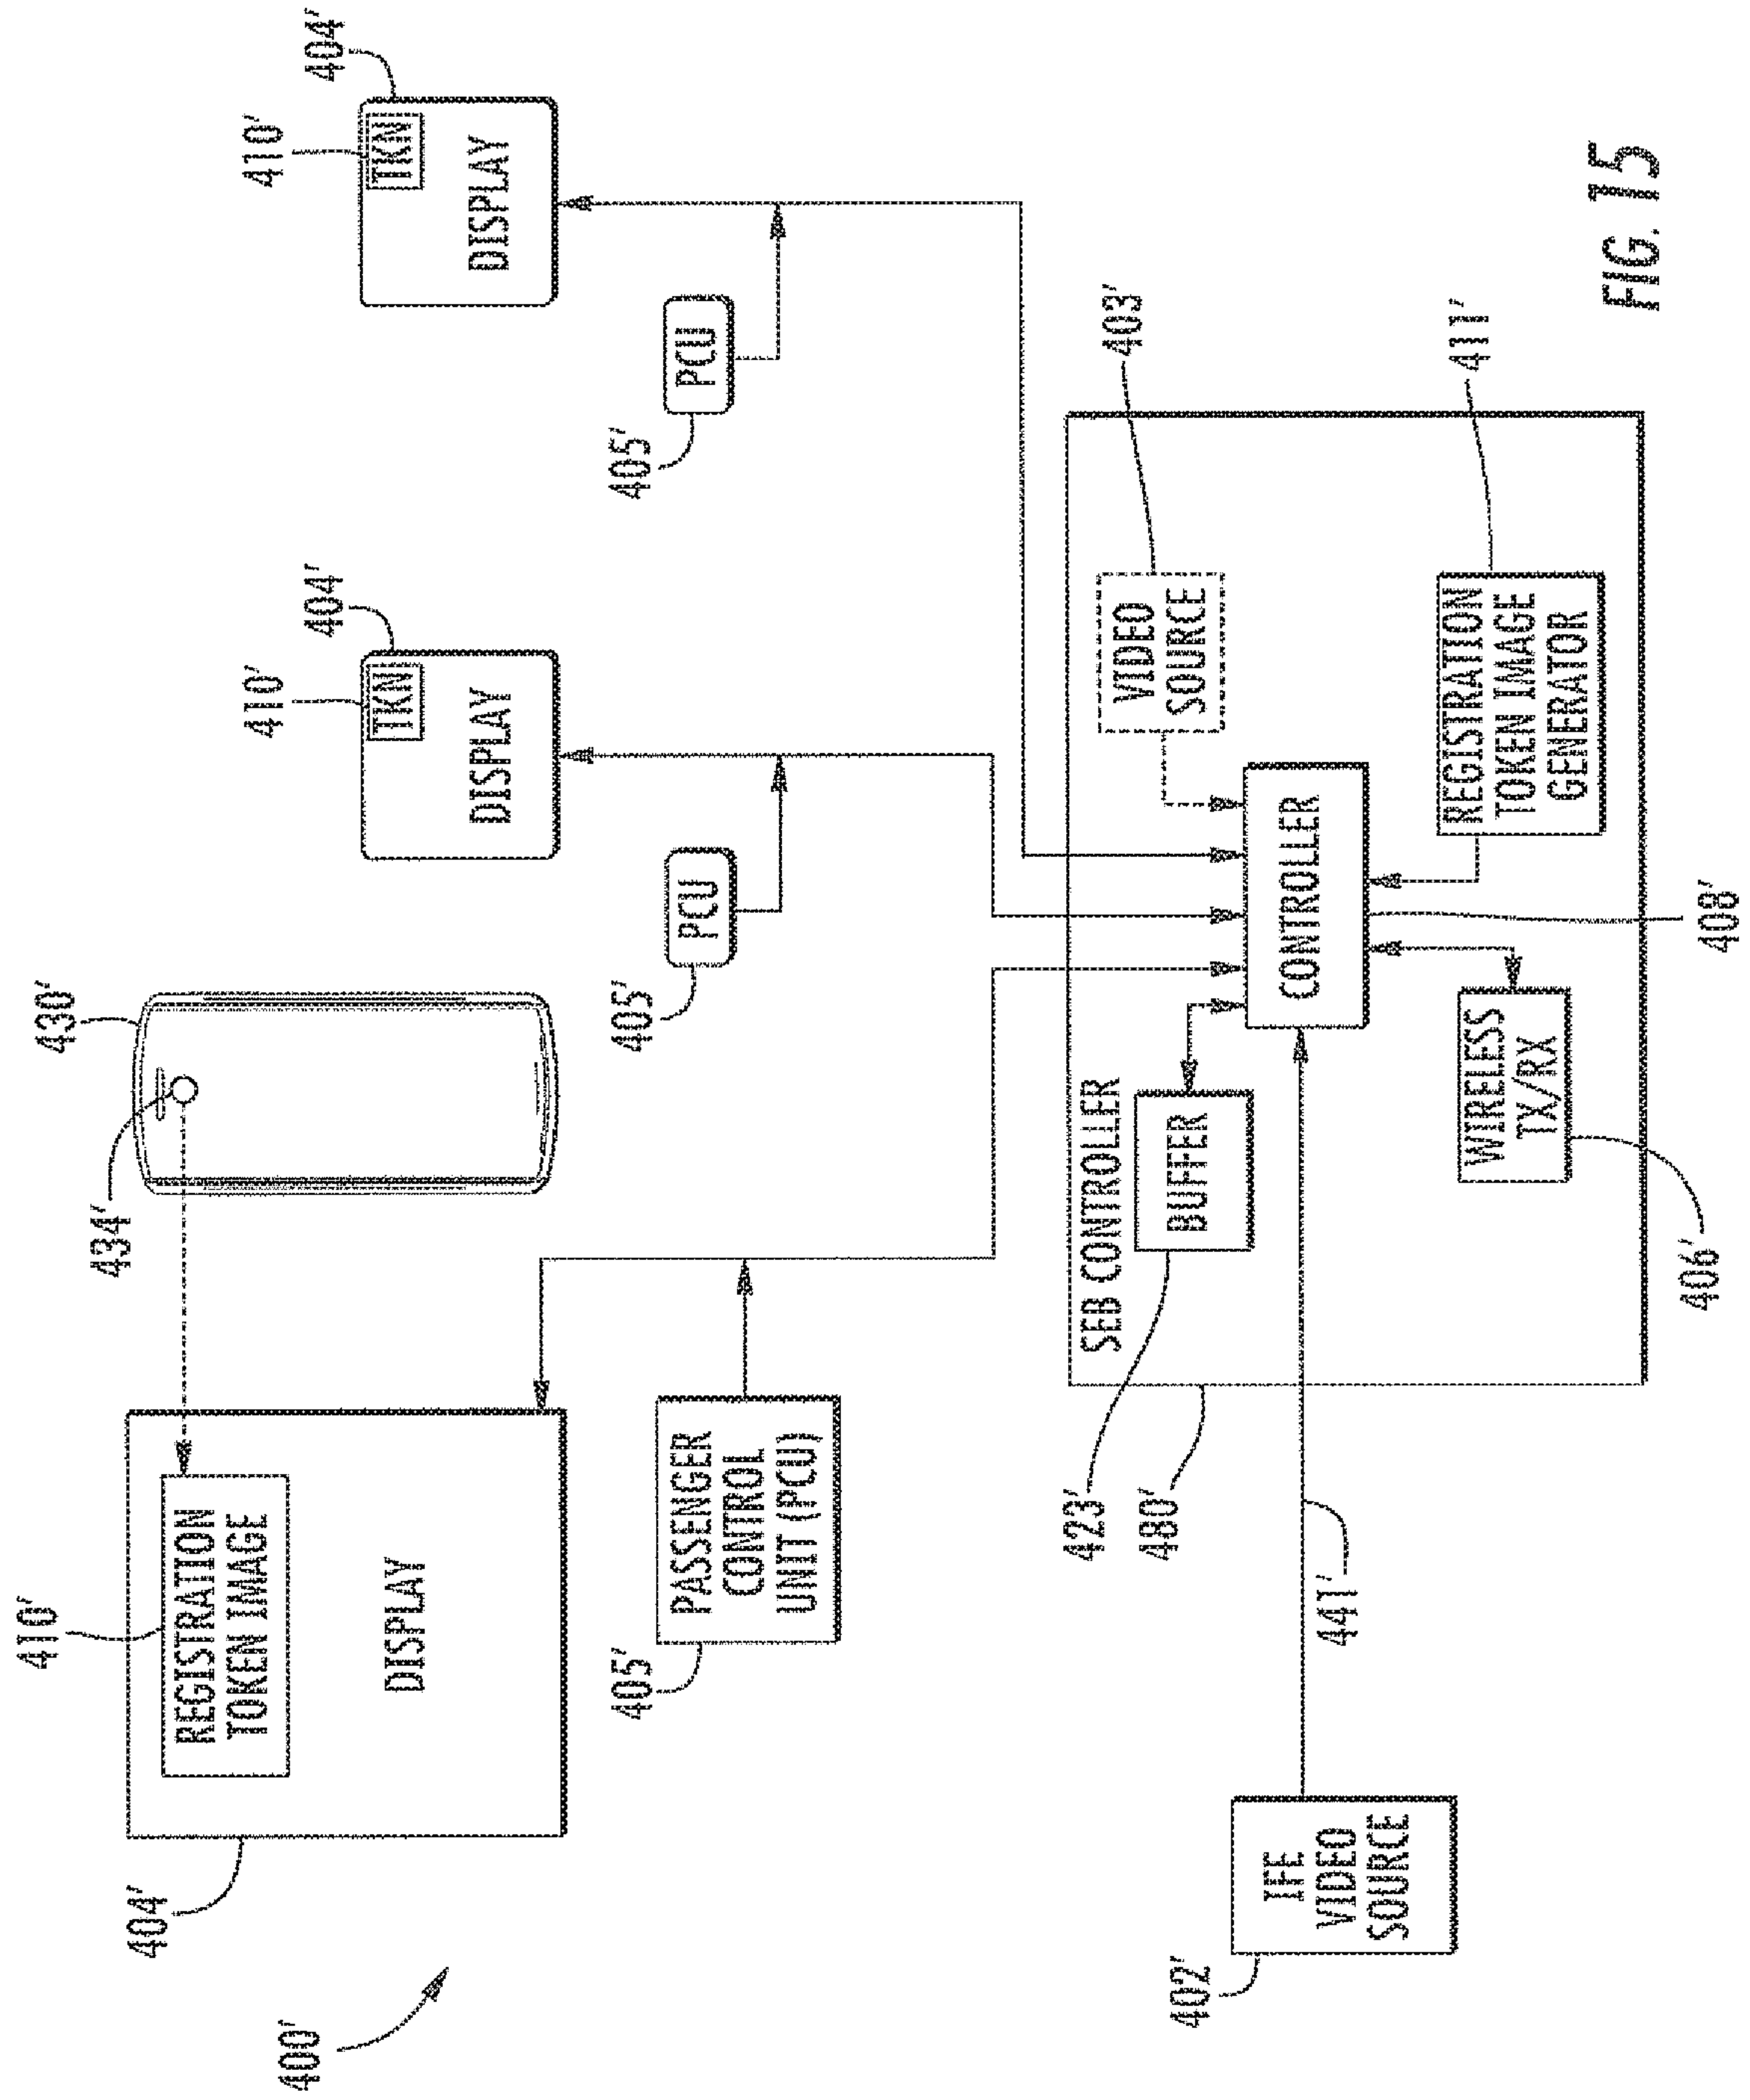 400'
404'
410'
REGISTRATION
TOKEN IMAGE
DISPLAY
434'
430'
410'
404'
TKN
DISPLAY
410'
404'
TKN
DISPLAY
405'
PASSENGER
CONTROL
UNIT (PCU)
405'
PCU
405'
PCU
402'
IFE
VIDEO
SOURCE
441'
423'
480'
SEB CONTROLLER
BUFFER
CONTROLLER
VIDEO
SOURCE
403'
WIRELESS
TX/RX
REGISTRATION
TOKEN IMAGE
GENERATOR
411'
406'
408'
FIG. 15